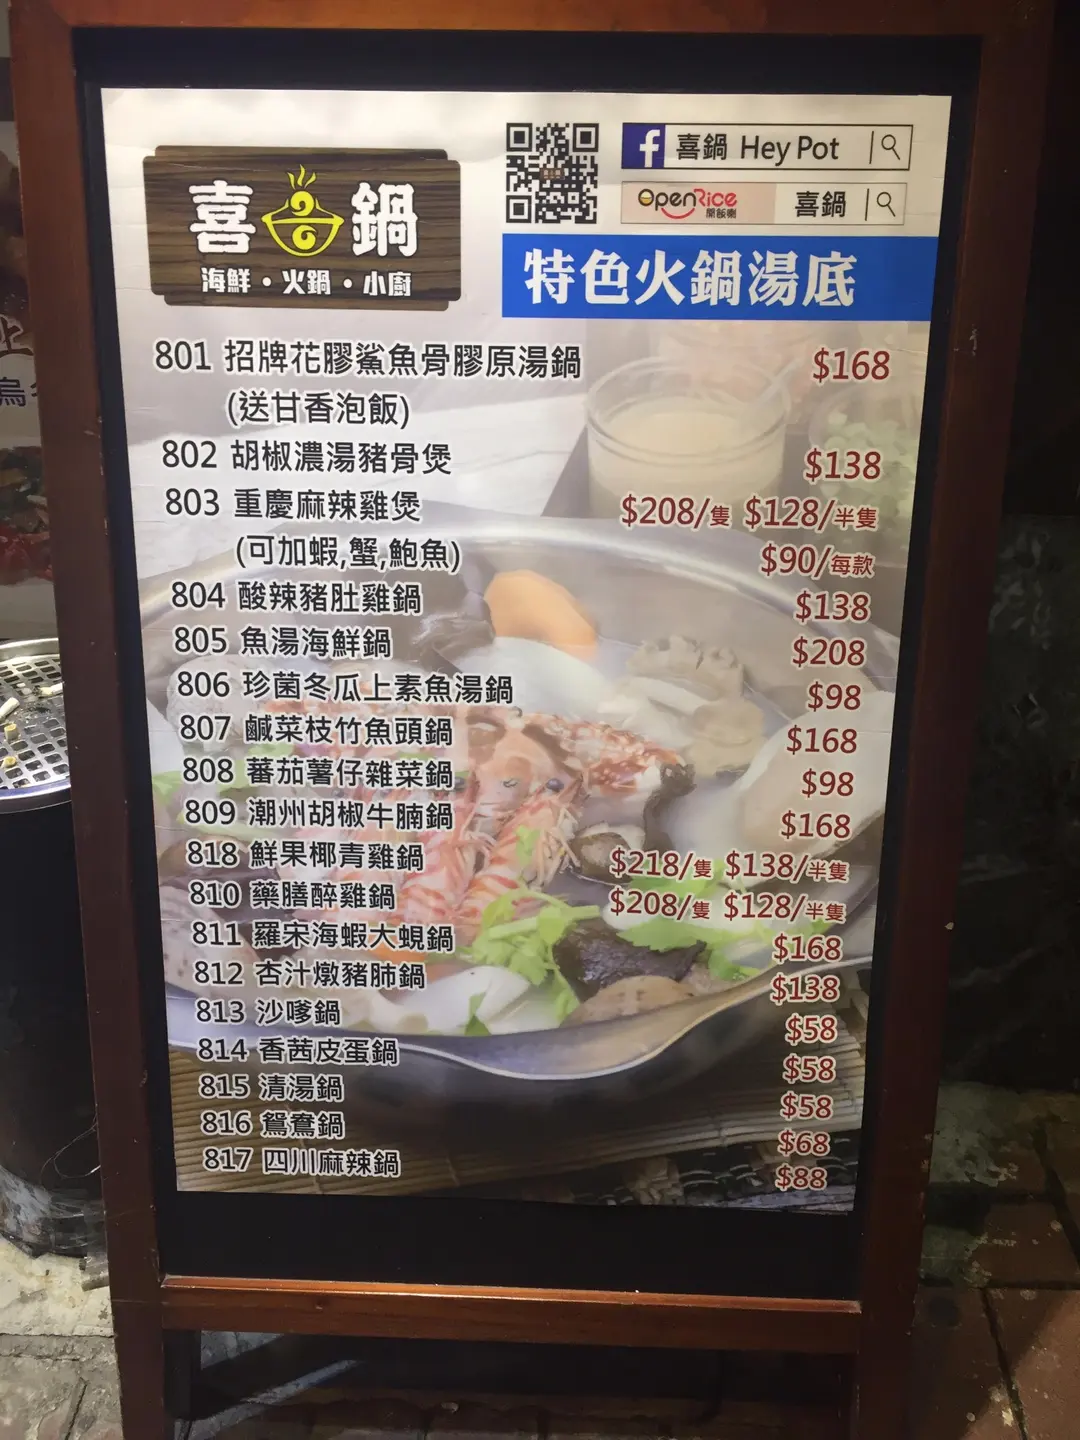 喜鍋
海鮮・火鍋・小廚
f 喜鍋 Hey Pot
OpenRice 開飯喇 喜鍋
特色火鍋湯底
801 招牌花膠鯊魚骨膠原湯鍋 $168
(送甘香泡飯)
802 胡椒濃湯豬骨煲 $138
803 重慶麻辣雞煲 $208/隻 $128/半隻
(可加蝦,蟹,鮑魚) $90/每款
804 酸辣豬肚雞鍋 $138
805 魚湯海鮮鍋 $208
806 珍菌冬瓜上素魚湯鍋 $98
807 鹹菜枝竹魚頭鍋 $168
808 蕃茄薯仔雜菜鍋 $98
809 潮州胡椒牛腩鍋 $168
818 鮮果椰青雞鍋 $218/隻 $138/半隻
810 藥膳醉雞鍋 $208/隻 $128/半隻
811 羅宋海蝦大蜆鍋 $168
812 杏汁燉豬肺鍋 $138
813 沙嗲鍋 $58
814 香茜皮蛋鍋 $58
815 清湯鍋 $58
816 鴛鴦鍋 $68
817 四川麻辣鍋 $88